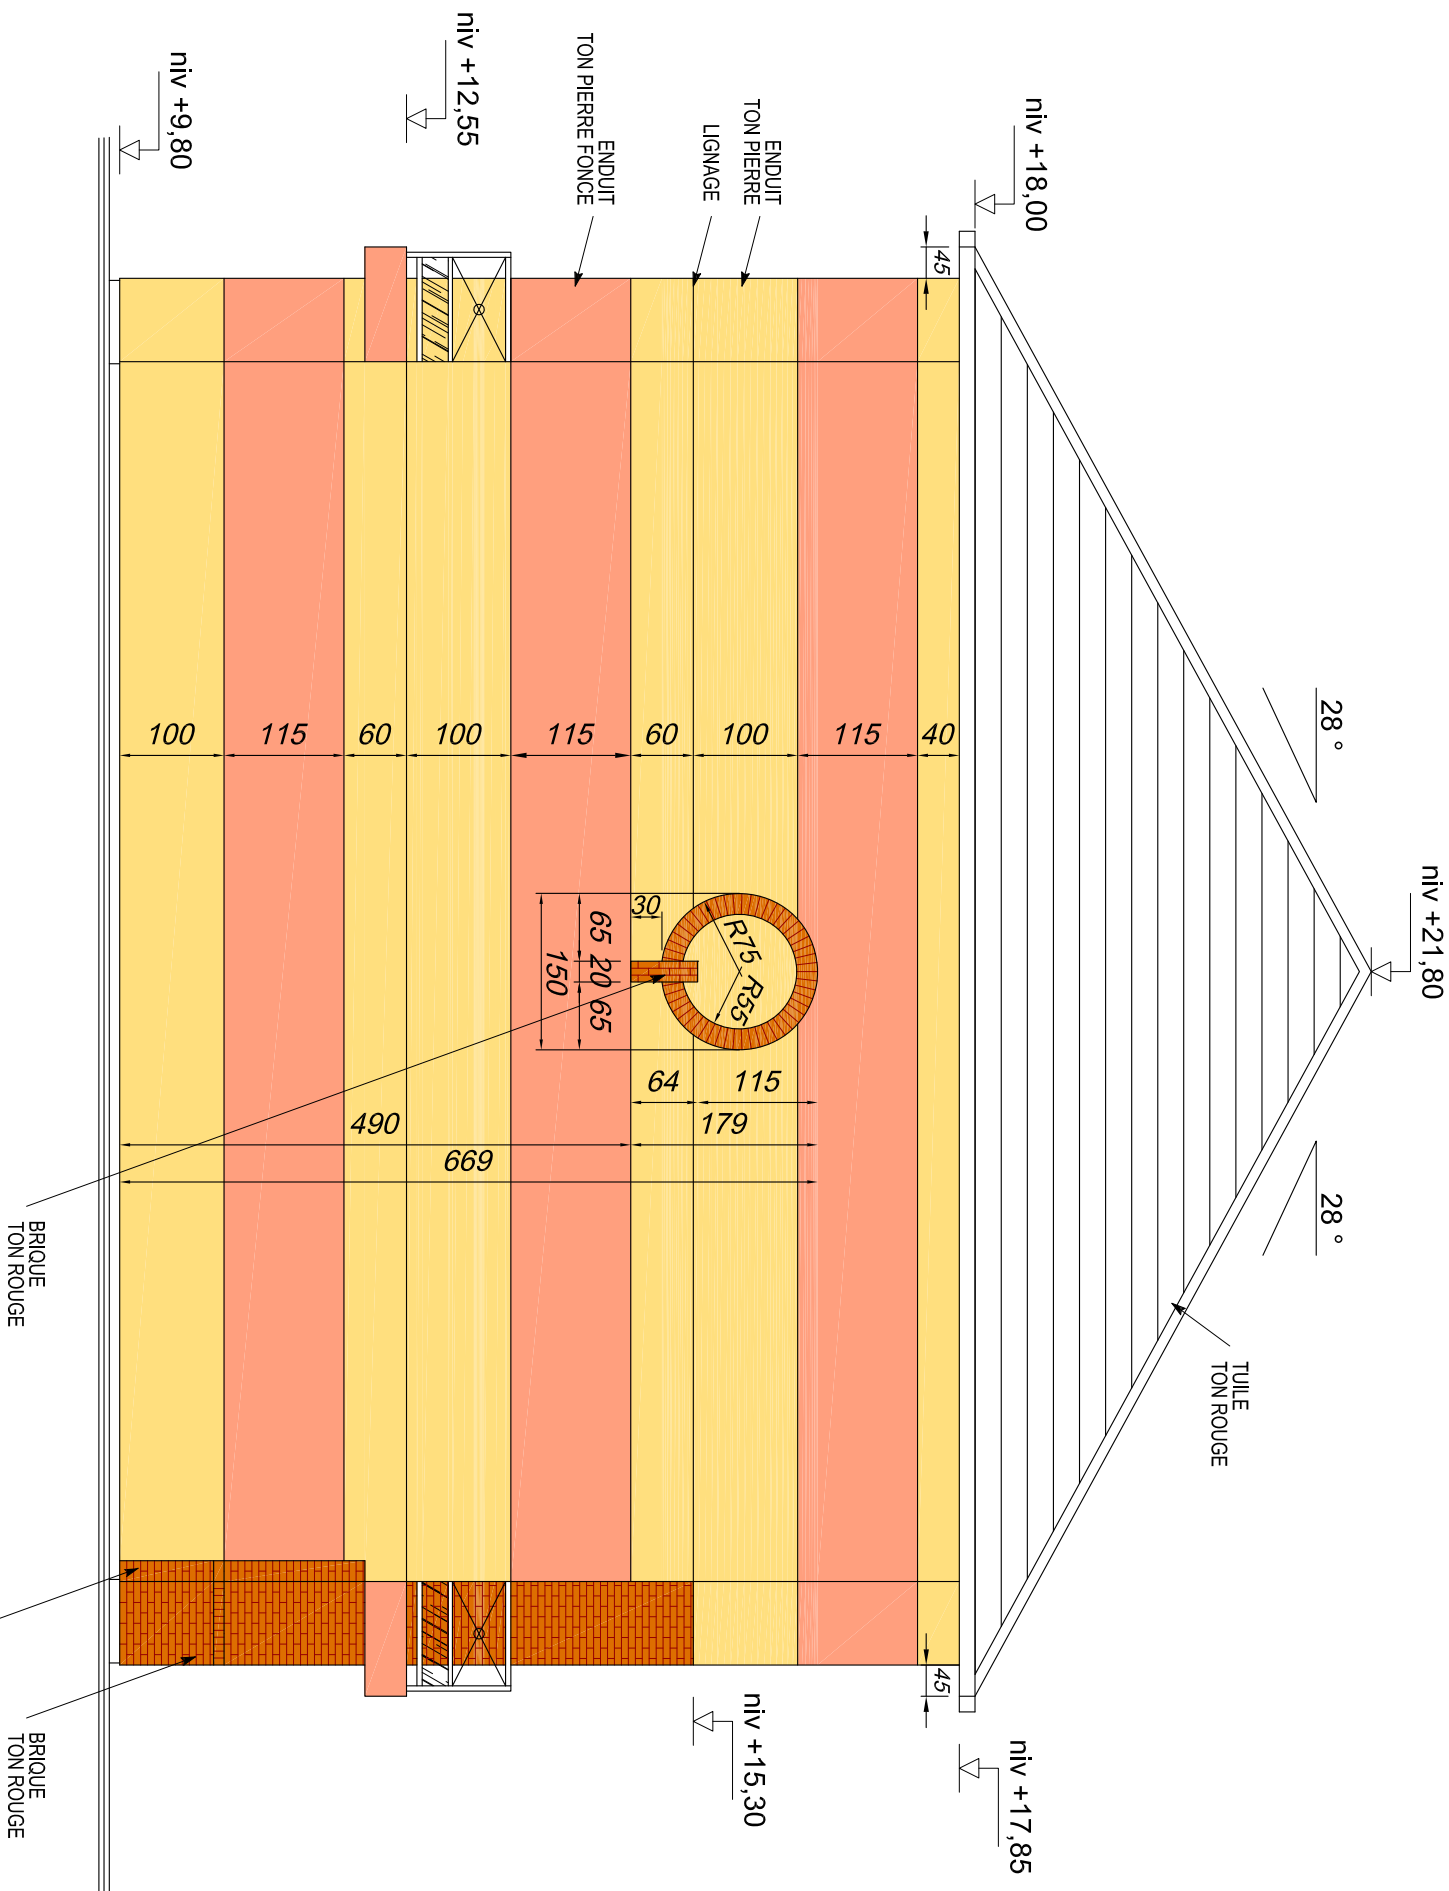 niv +21,80
28 °
28 °
TUILE
TON ROUGE
niv +18,00
niv +17,85
45
45
40
115
100
60
115
100
60
115
100
ENDUIT
TON PIERRE
LIGNAGE
ENDUIT
TON PIERRE FONCE
niv +15,30
R75
R55
30
65
20
65
150
115
64
179
490
669
niv +12,55
niv +9,80
BRIQUE
TON ROUGE
BRIQUE
TON ROUGE